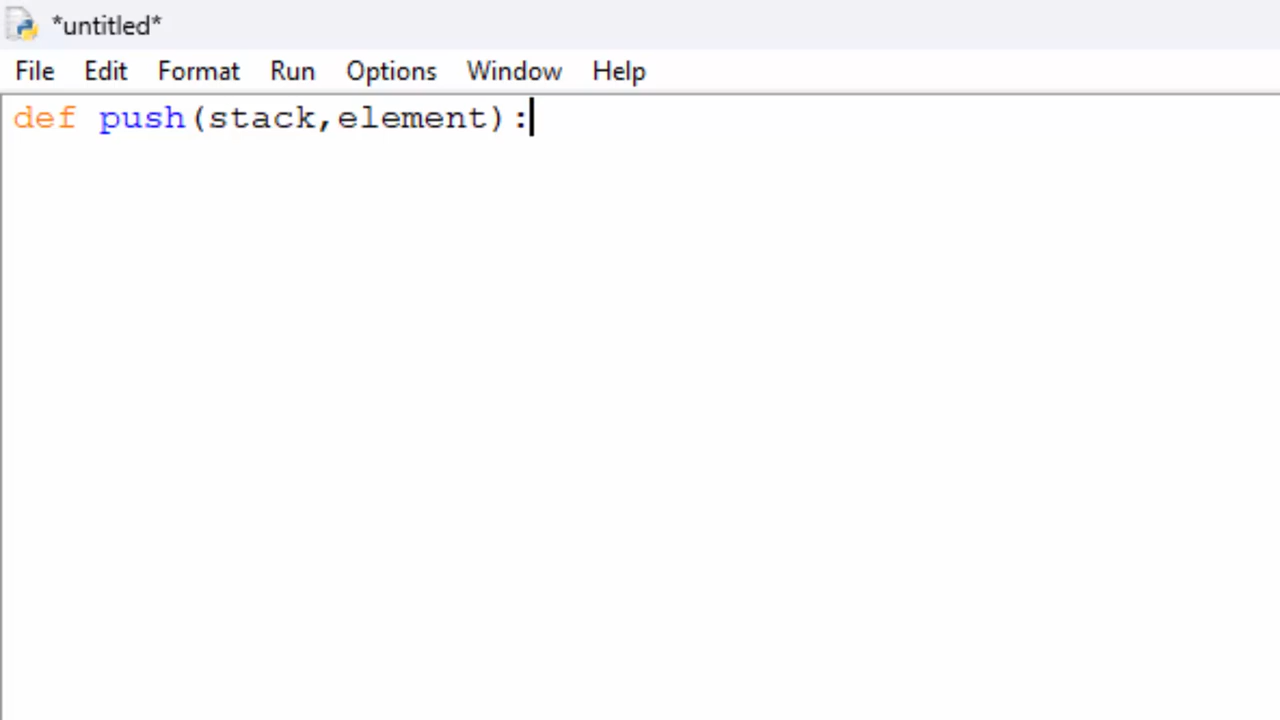 *untitled*
File Edit Format Run Options Window Help
def push(stack,element):